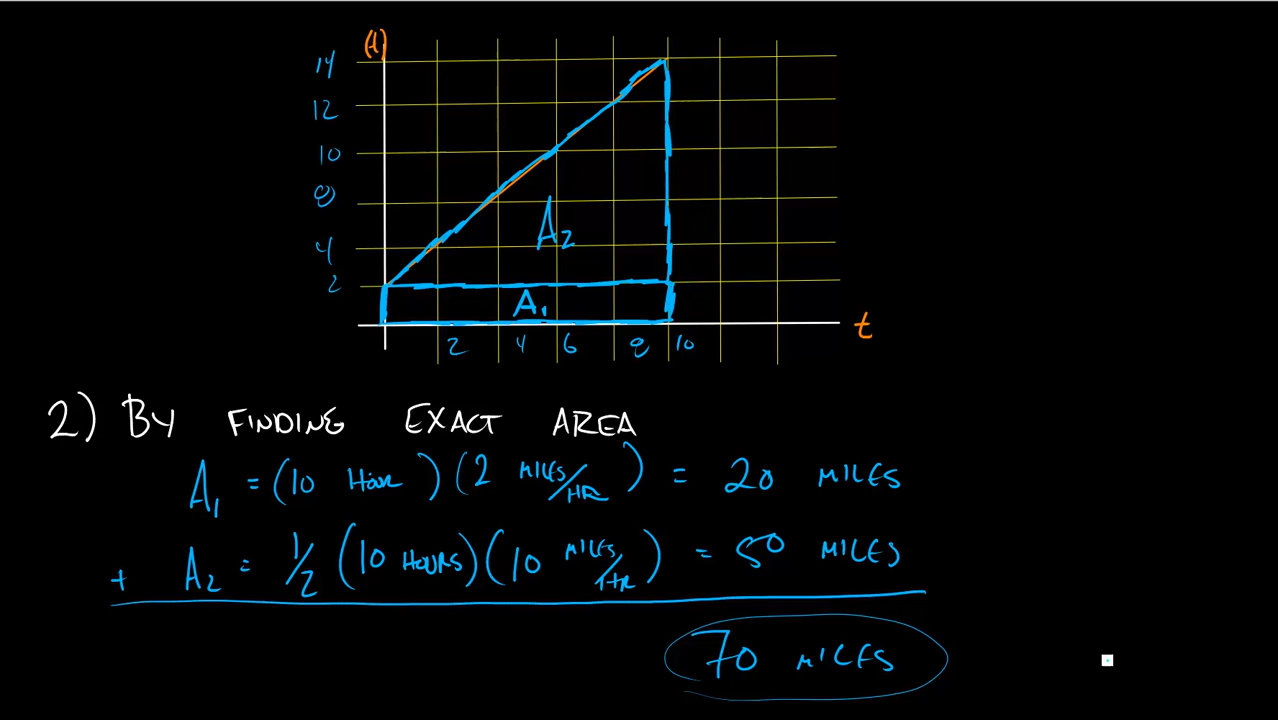 (t)
14
12
10
8
4
2
A2
A1
t
2 4 6 8 10
2) BY FINDING EXACT AREA
A1 = (10 HOUR) (2 MILES/HR) = 20 MILES
+ A2 = 1/2 (10 HOURS)(10 MILES/HR) = 50 MILES
70 MILES